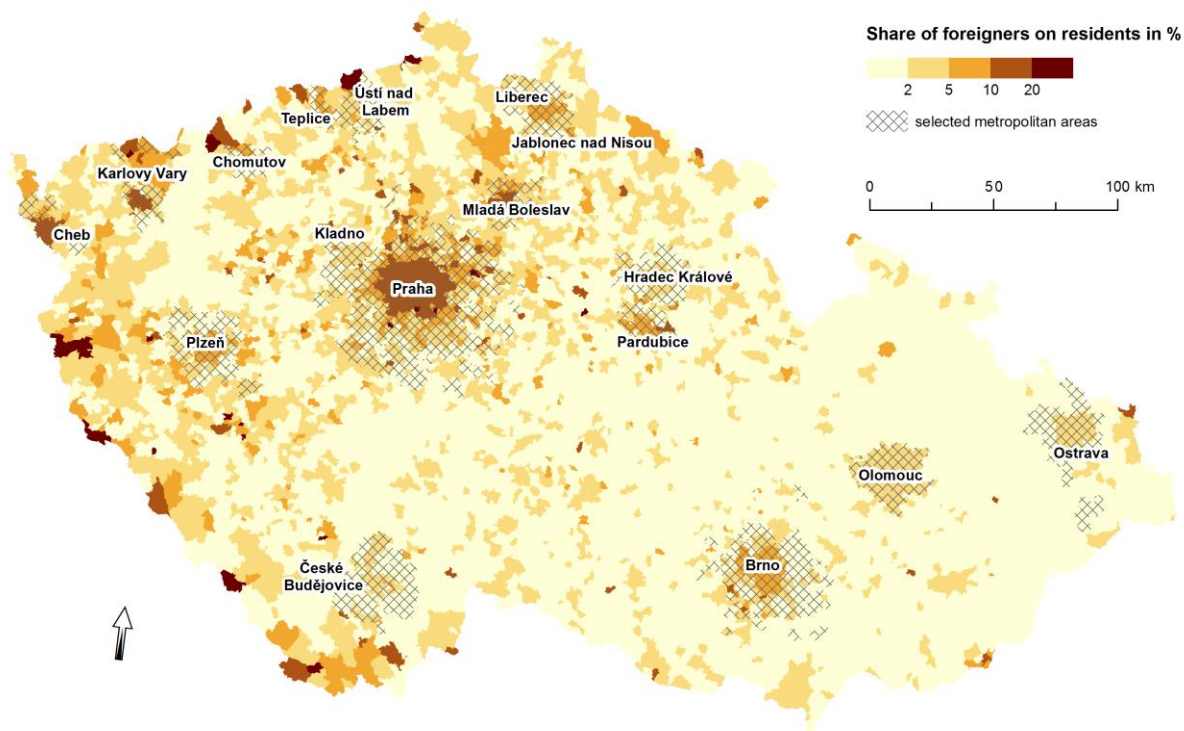 Share of foreigners on residents in %
2 5 10 20
selected metropolitan areas
0 50 100 km
Ústí nad
Labem
Teplice
Liberec
Jablonec nad Nisou
Chomutov
Karlovy Vary
Mladá Boleslav
Cheb
Kladno
Hradec Králové
Praha
Plzeň
Pardubice
Ostrava
Olomouc
Brno
České
Budějovice